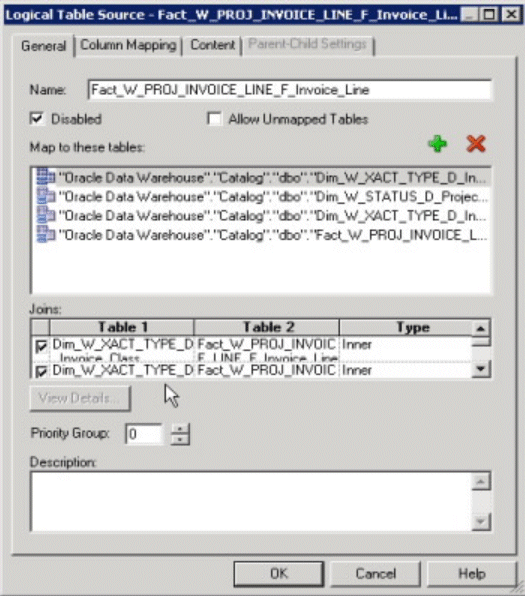 Logical Table Source - Fact_W_PROJ_INVOICE_LINE_F_Invoice_Li...
General Column Mapping Content Parent-Child Settings
Name: Fact_W_PROJ_INVOICE_LINE_F_Invoice_Line
Disabled Allow Unmapped Tables
Map to these tables:
"Oracle Data Warehouse"."Catalog"."dbo"."Dim_W_XACT_TYPE_D_In...
"Oracle Data Warehouse"."Catalog"."dbo"."Dim_W_STATUS_D_Projec...
"Oracle Data Warehouse"."Catalog"."dbo"."Dim_W_XACT_TYPE_D_In...
"Oracle Data Warehouse"."Catalog"."dbo"."Fact_W_PROJ_INVOICE_L...
Joins:
Table 1 Table 2 Type
Dim_W_XACT_TYPE_D Fact_W_PROJ_INVOIC Inner
_Invoice_Class E_LINE_F_Invoice_Line
Dim_W_XACT_TYPE_D Fact_W_PROJ_INVOIC Inner
View Details...
Priority Group: 0
Description:
OK Cancel Help